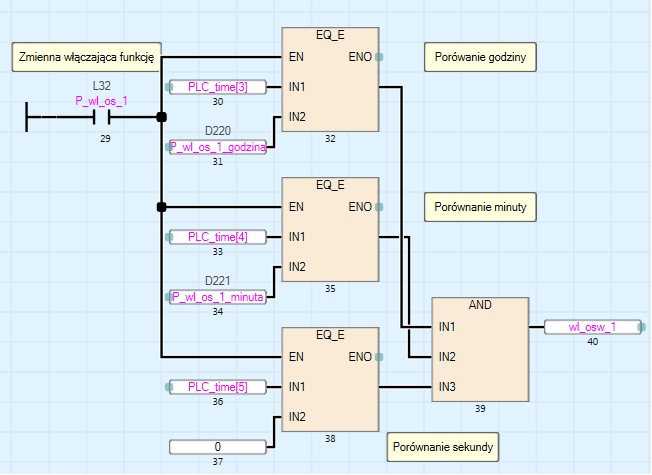 EQ_E
Zmienna włączająca funkcję
EN
ENO
Porówanie godziny
L32
P_wl_os_1
29
PLC_time[3]
30
IN1
D220
P_wl_os_1_godzina
31
IN2
32
EQ_E
EN
ENO
Porównanie minuty
PLC_time[4]
33
IN1
D221
P_wl_os_1_minuta
34
IN2
35
AND
IN1
IN2
IN3
39
wl_osw_1
40
EQ_E
EN
ENO
PLC_time[5]
36
IN1
0
37
IN2
38
Porównanie sekundy